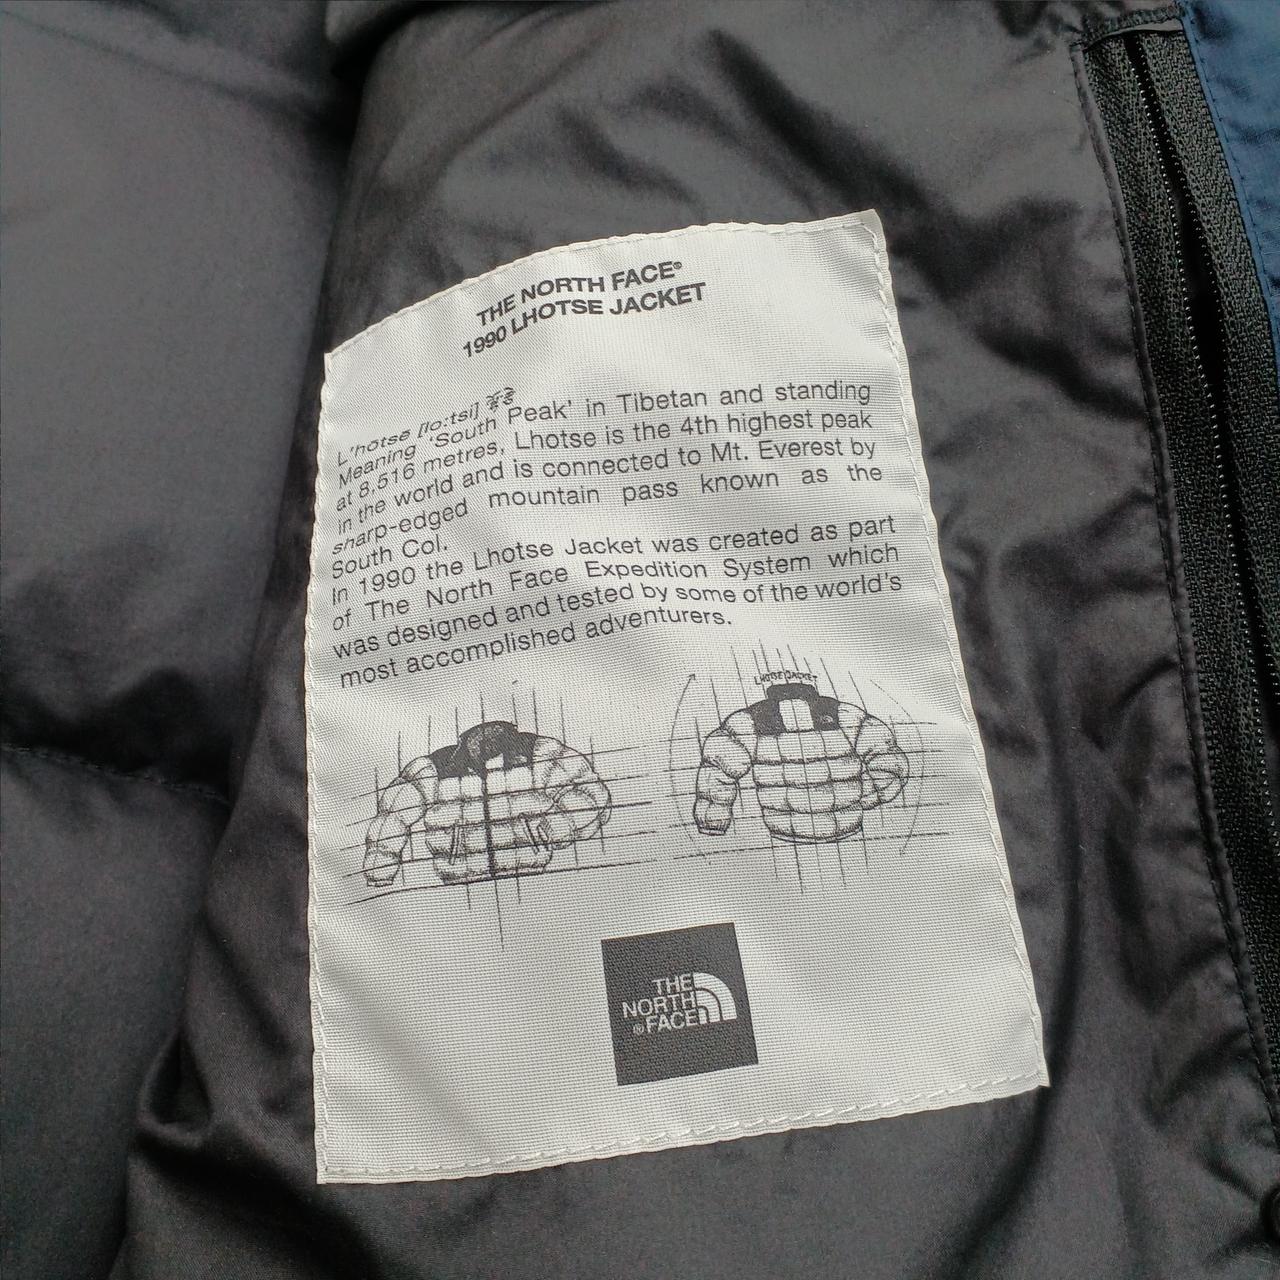 THE NORTH FACE®
1990 LHOTSE JACKET
L'hotse [lo:tsi]
Meaning 'South Peak' in Tibetan and standing
at 8,516 metres, Lhotse is the 4th highest peak
in the world and is connected to Mt. Everest by
sharp-edged mountain pass known as the
South Col.
In 1990 the Lhotse Jacket was created as part
of The North Face Expedition System which
was designed and tested by some of the world's
most accomplished adventurers.
LHOTSE JACKET
THE
NORTH
®FACE